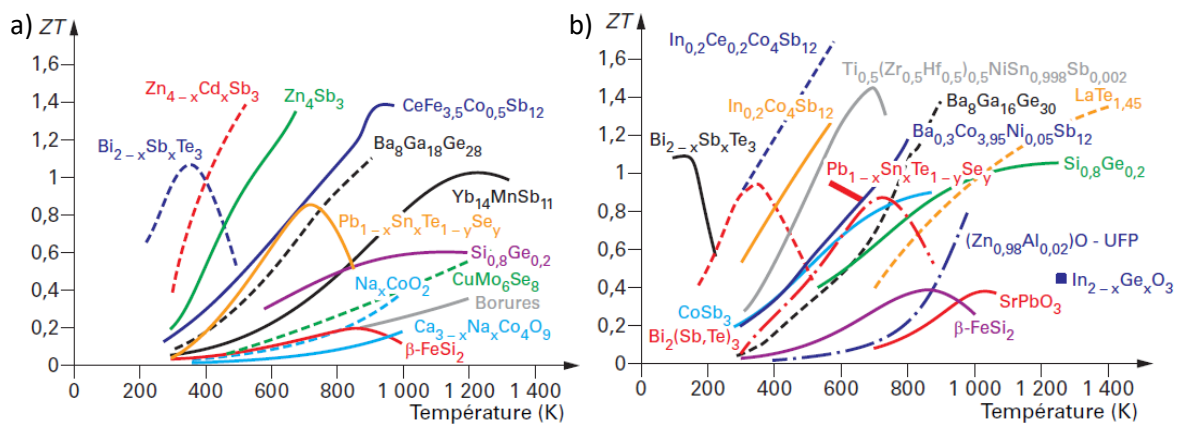 a)
ZT
1,6
1,4
1,2
1
0,8
0,6
0,4
0,2
0
0 200 400 600 800 1 000 1 200 1 400
Température (K)
Zn4 – xCdxSb3
Zn4Sb3
CeFe3,5Co0,5Sb12
Bi2 – xSbxTe3
Ba8Ga18Ge28
Yb14MnSb11
Pb1 – xSnxTe1 – ySey
Si0,8Ge0,2
NaxCoO2
CuMo6Se8
Borures
Ca3 – xNaxCo4O9
β-FeSi2
b)
ZT
1,6
1,4
1,2
1
0,8
0,6
0,4
0,2
0
0 200 400 600 800 1 000 1 200 1 400
Température (K)
In0,2Ce0,2Co4Sb12
Ti0,5(Zr0,5Hf0,5)0,5NiSn0,998Sb0,002
In0,2Co4Sb12
Ba8Ga16Ge30
LaTe1,45
Bi2 – xSbxTe3
Ba0,3Co3,95Ni0,05Sb12
Pb1 – xSnxTe1 – ySey
Si0,8Ge0,2
(Zn0,98Al0,02)O - UFP
In2 – xGexO3
CoSb3
SrPbO3
Bi2(Sb,Te)3
β-FeSi2